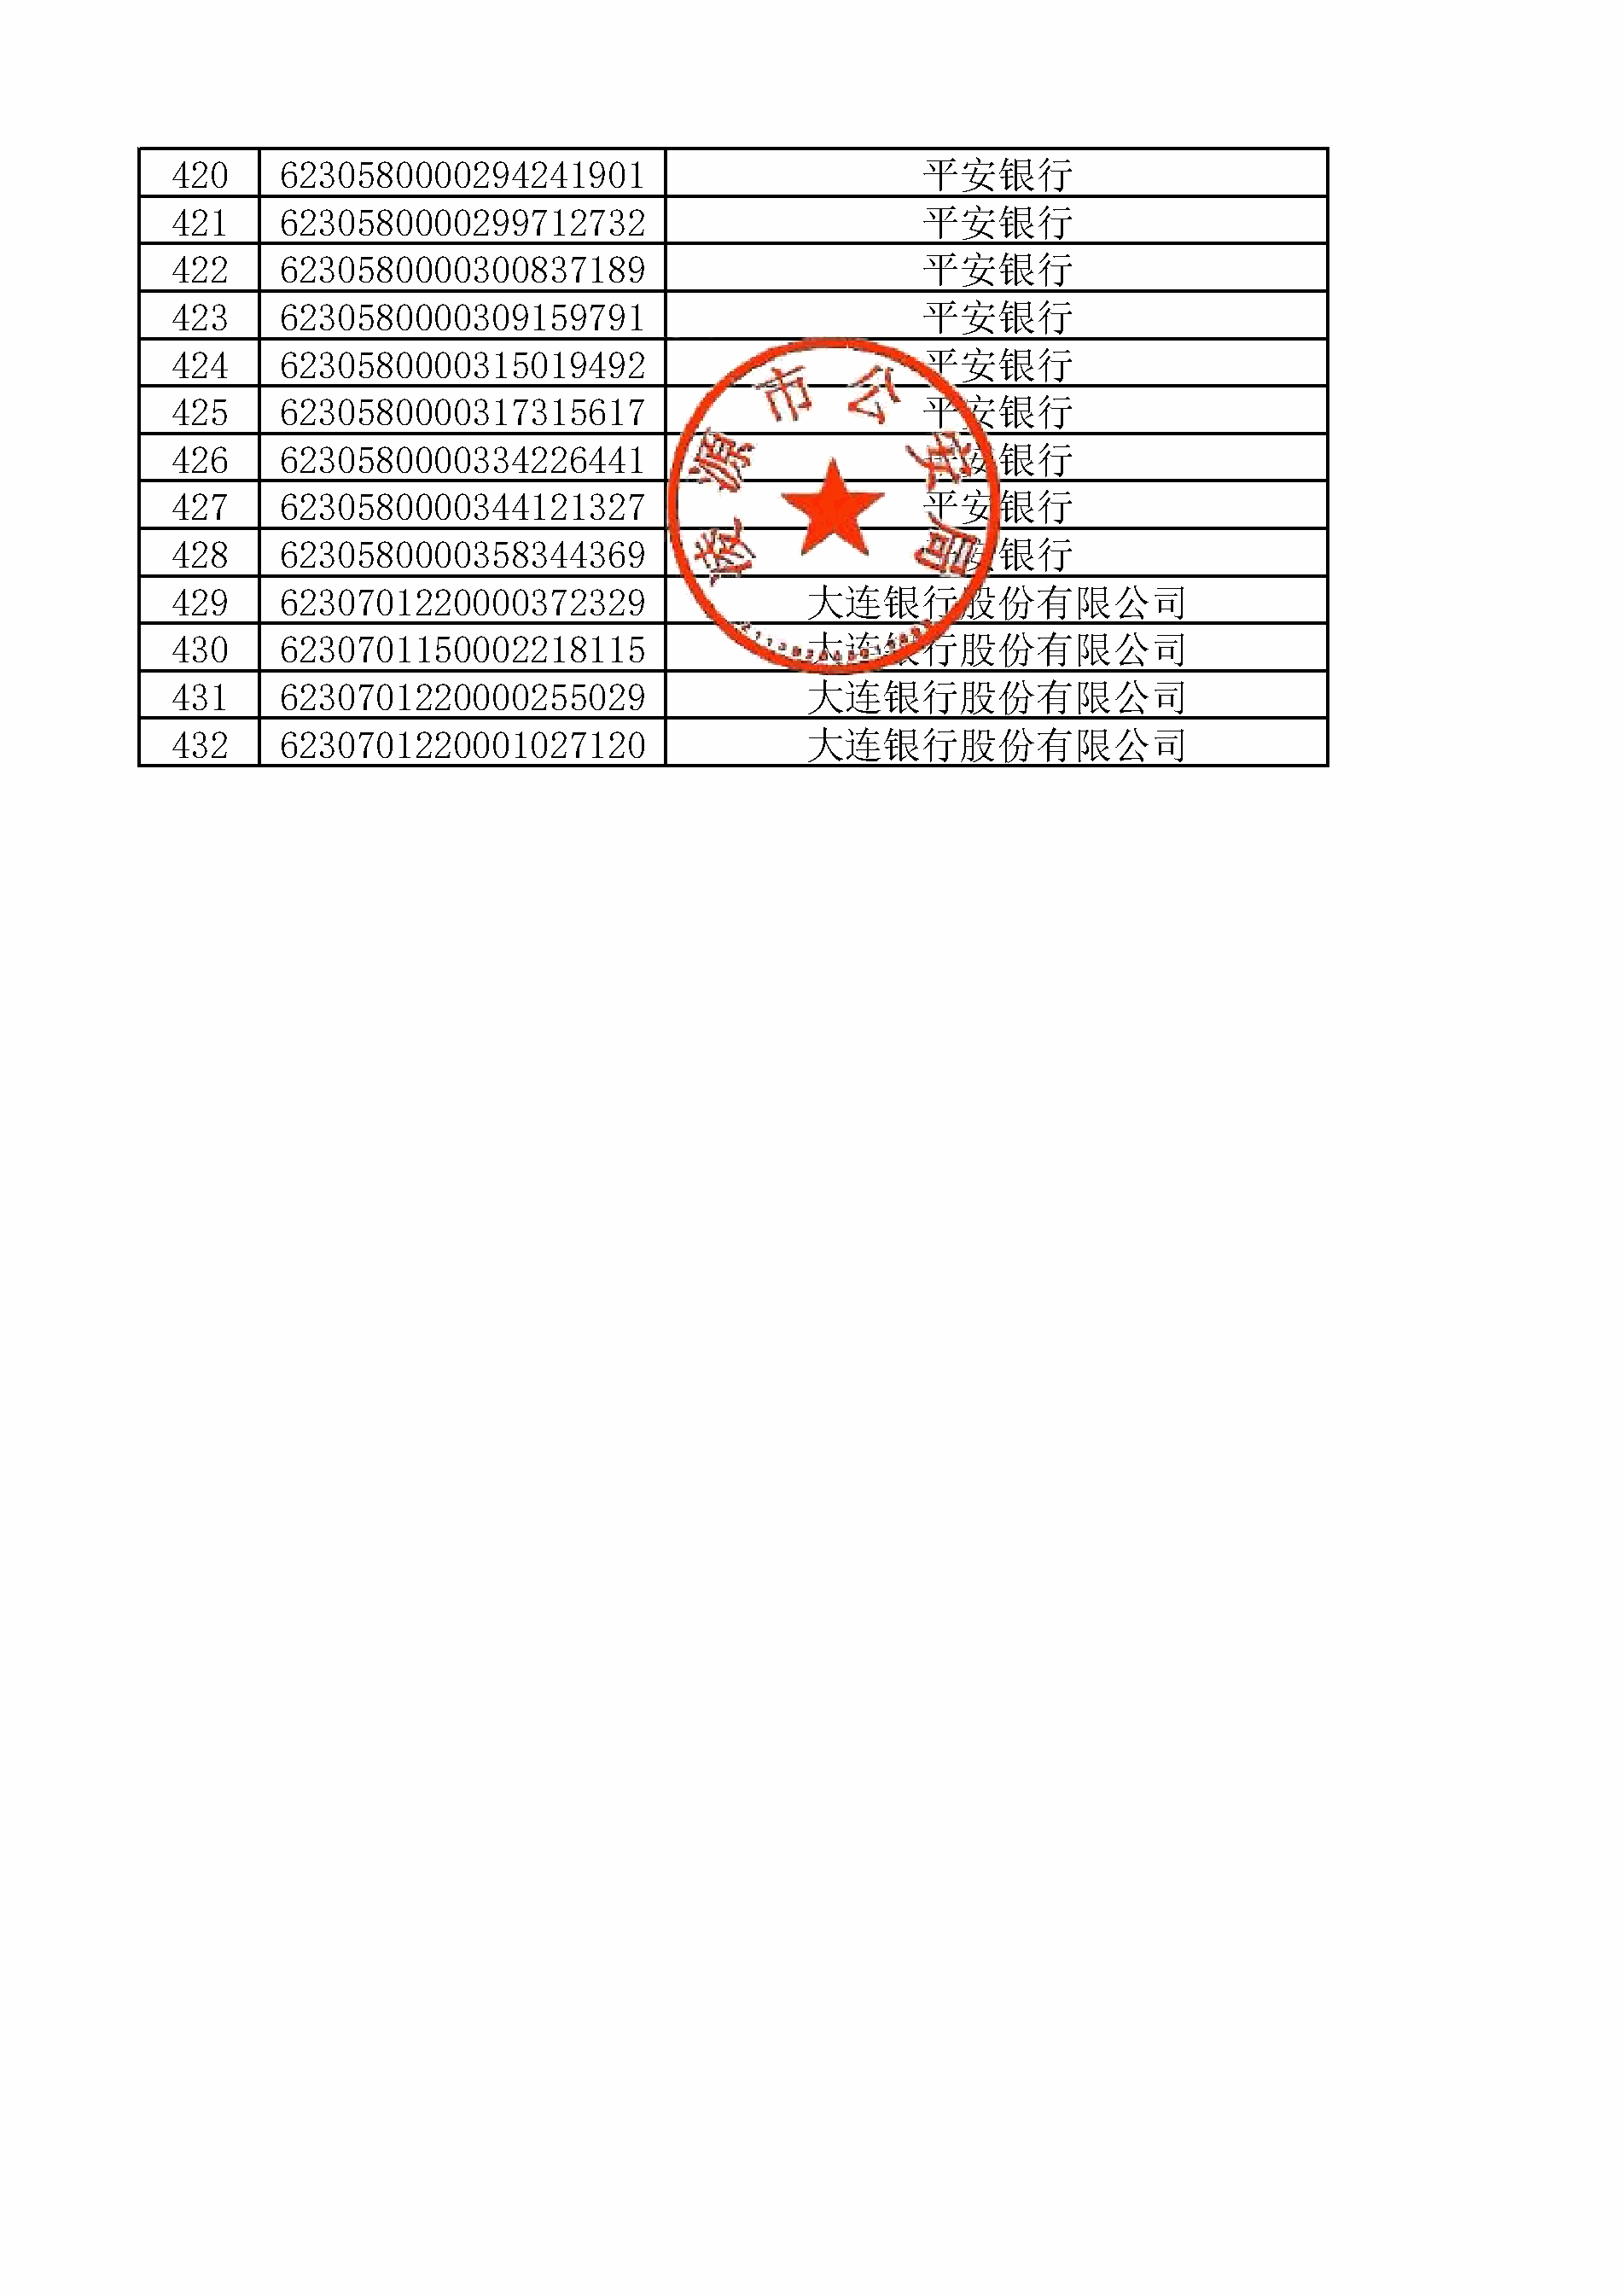 420 6230580000294241901 平安银行
421 6230580000299712732 平安银行
422 6230580000300837189 平安银行
423 6230580000309159791 平安银行
424 6230580000315019492 平安银行
425 6230580000317315617 平安银行
426 6230580000334226441 平安银行
427 6230580000344121327 平安银行
428 6230580000358344369 平安银行
429 6230701220000372329 大连银行股份有限公司
430 6230701150002218115 大连银行股份有限公司
431 6230701220000255029 大连银行股份有限公司
432 6230701220001027120 大连银行股份有限公司
凌源市公安局